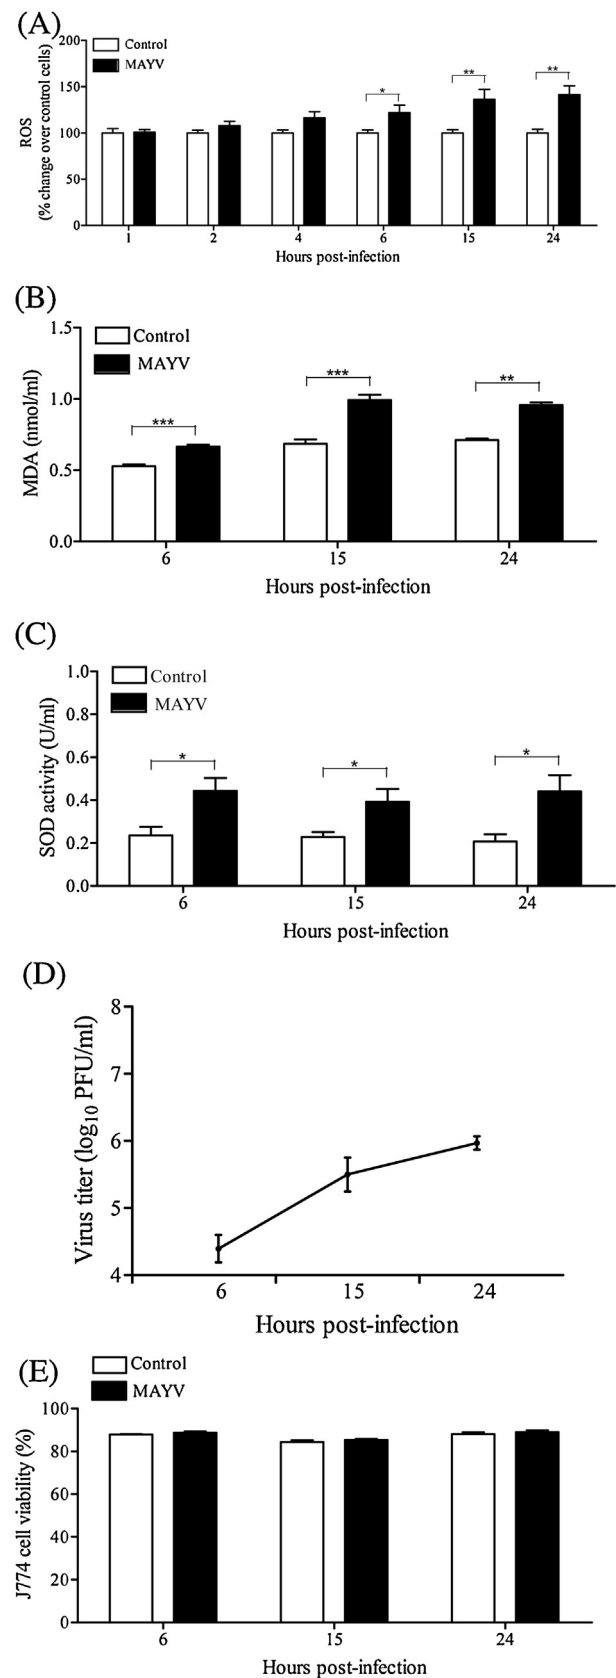 (A)
ROS
(% change over control cells)
200
150
100
50
0
Control
MAYV
*
**
**
1 2 4 6 15 24
Hours post-infection
(B)
MDA (nmol/ml)
1.5
1.0
0.5
0.0
Control
MAYV
***
***
**
6 15 24
Hours post-infection
(C)
SOD activity (U/ml)
1.0
0.8
0.6
0.4
0.2
0.0
Control
MAYV
*
*
*
6 15 24
Hours post-infection
(D)
Virus titer (log10 PFU/ml)
8
7
6
5
4
6 15 24
Hours post-infection
(E)
Control
MAYV
J774 cell viability (%)
100
80
60
40
20
0
6 15 24
Hours post-infection